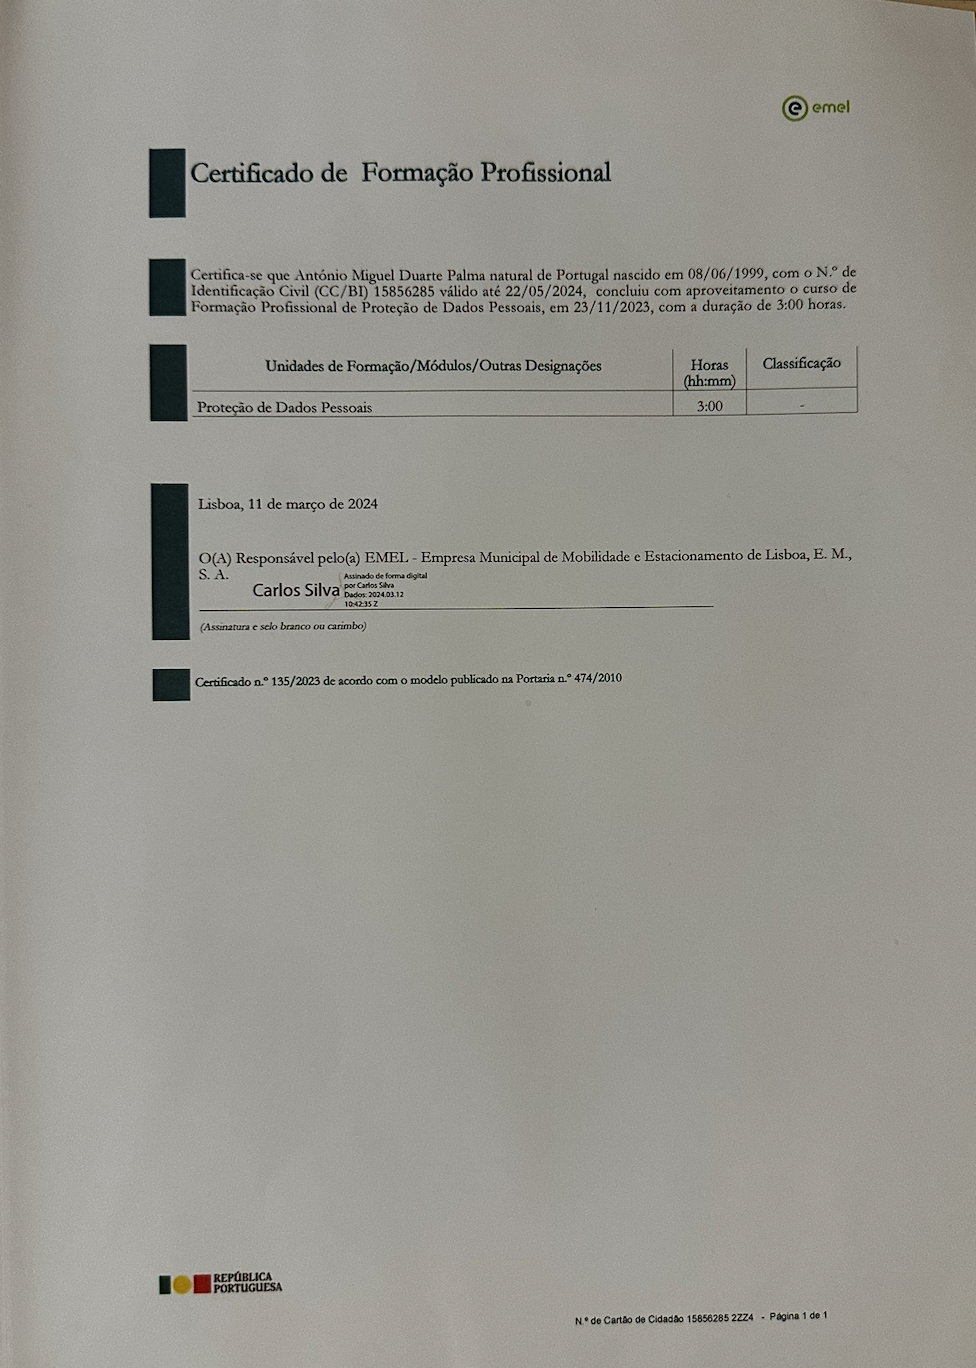 emel
Certificado de Formação Profissional
Certifica-se que António Miguel Duarte Palma natural de Portugal nascido em 08/06/1999, com o N.º de
Identificação Civil (CC/BI) 15856285 válido até 22/05/2024, concluiu com aproveitamento o curso de
Formação Profissional de Proteção de Dados Pessoais, em 23/11/2023, com a duração de 3:00 horas.
Unidades de Formação/Módulos/Outras Designações Horas Classificação
(hh:mm)
Proteção de Dados Pessoais 3:00 -
Lisboa, 11 de março de 2024
O(A) Responsável pelo(a) EMEL - Empresa Municipal de Mobilidade e Estacionamento de Lisboa, E. M.,
S. A.
Carlos Silva
Assinado de forma digital
por Carlos Silva
Dados: 2024.03.12
10:42:35 Z
(Assinatura e selo branco ou carimbo)
Certificado n.º 135/2023 de acordo com o modelo publicado na Portaria n.º 474/2010
REPÚBLICA
PORTUGUESA
N.º de Cartão de Cidadão 15856285 2ZZ4 - Página 1 de 1